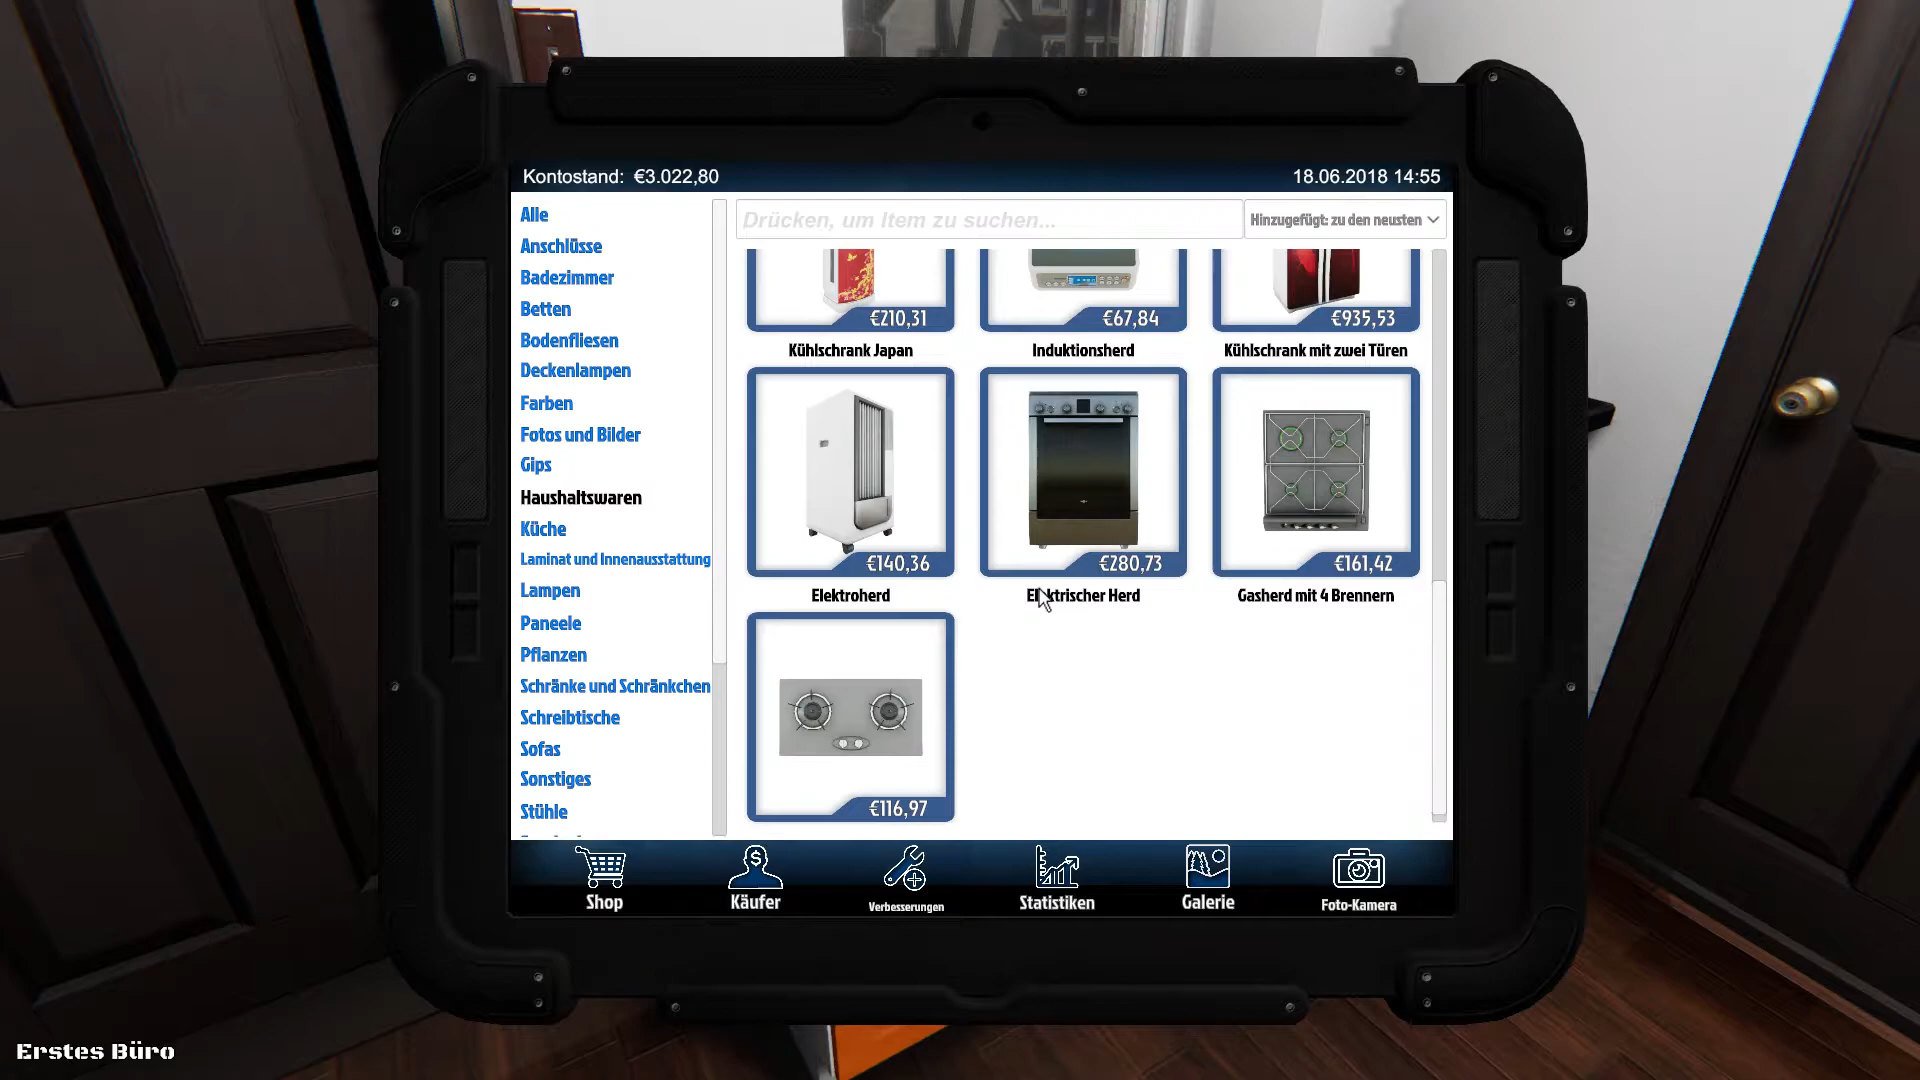 Kontostand: €3.022,80
18.06.2018 14:55
Alle
Anschlüsse
Badezimmer
Betten
Bodenfliesen
Deckenlampen
Farben
Fotos und Bilder
Gips
Haushaltswaren
Küche
Laminat und Innenausstattung
Lampen
Paneele
Pflanzen
Schränke und Schränkchen
Schreibtische
Sofas
Sonstiges
Stühle
Drücken, um Item zu suchen...
Hinzugefügt: zu den neusten
€210,31
€67,84
€935,53
Kühlschrank Japan
Induktionsherd
Kühlschrank mit zwei Türen
€140,36
€280,73
€161,42
Elektroherd
Elektrischer Herd
Gasherd mit 4 Brennern
€116,97
Shop
Käufer
Verbesserungen
Statistiken
Galerie
Foto-Kamera
Erstes Büro